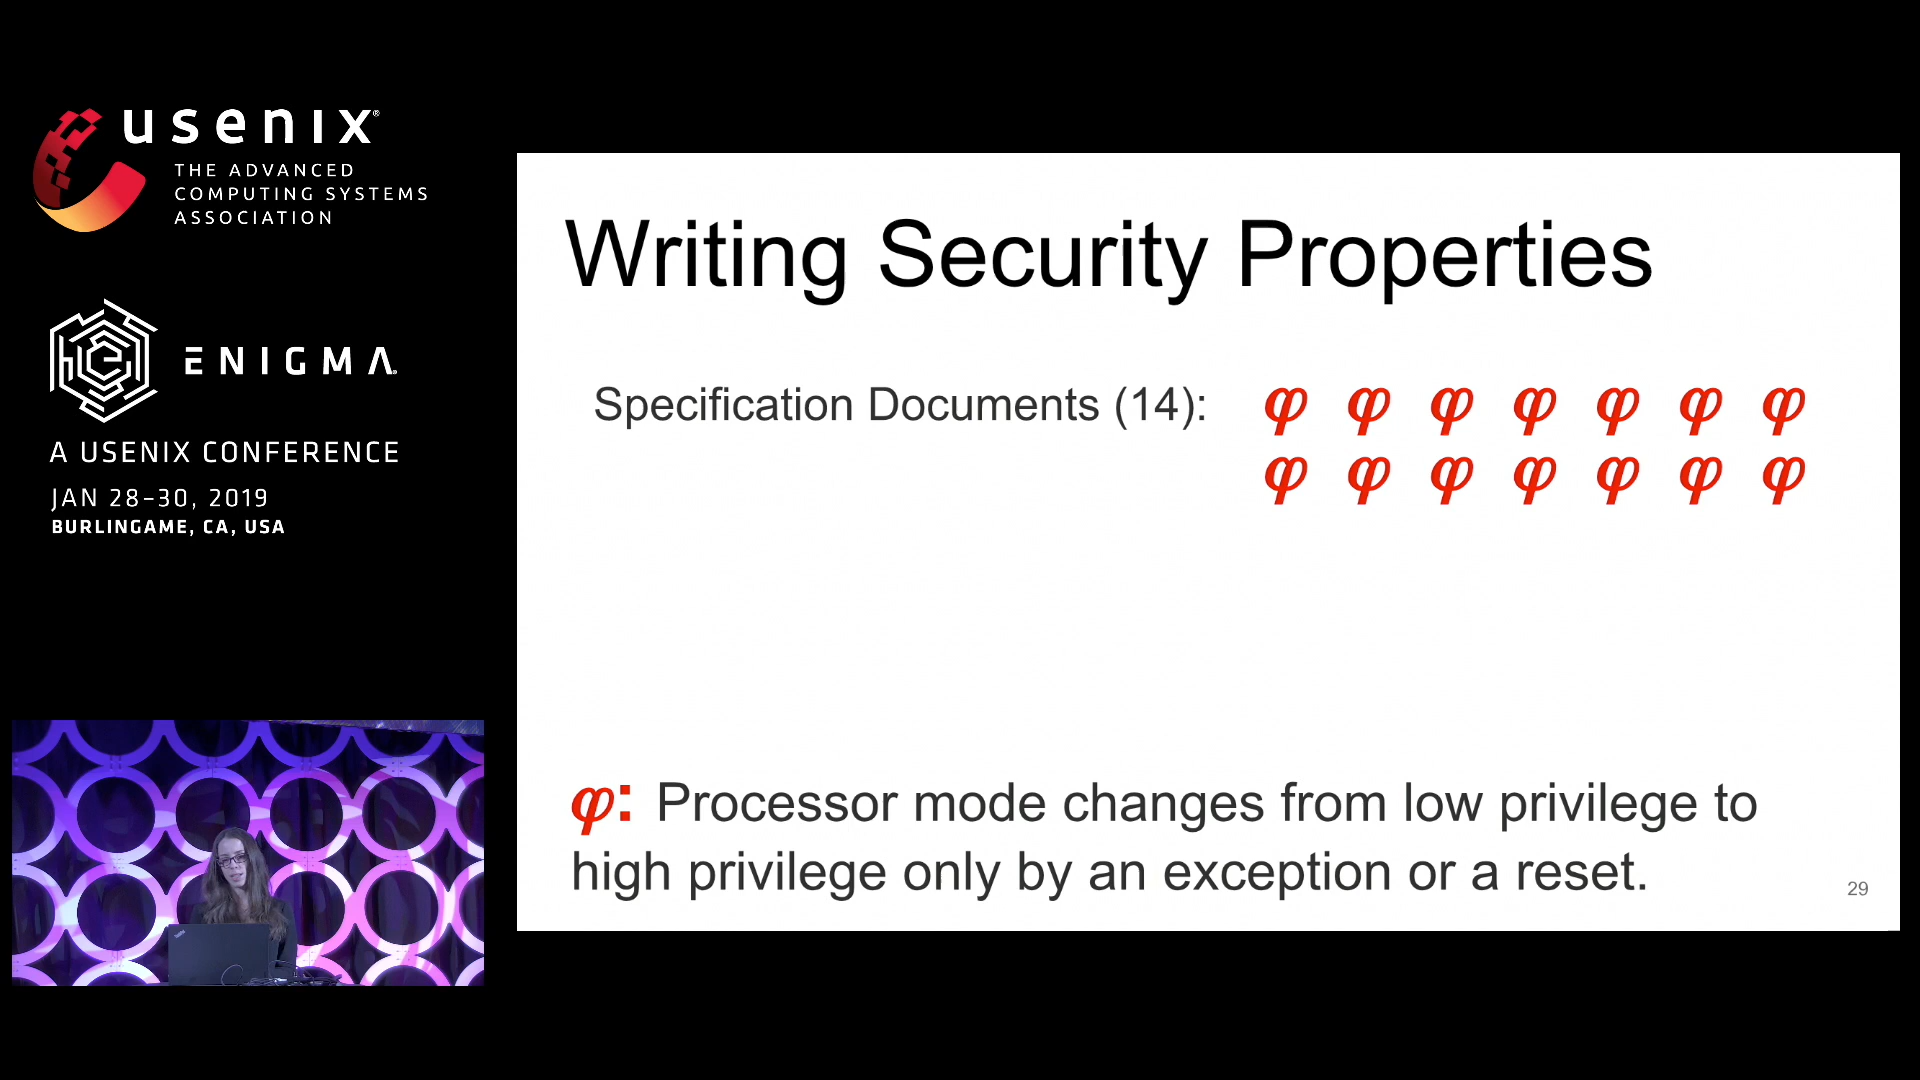 usenix®
THE ADVANCED
COMPUTING SYSTEMS
ASSOCIATION
ENIGMA
A USENIX CONFERENCE
JAN 28–30, 2019
BURLINGAME, CA, USA
Writing Security Properties
Specification Documents (14): φ φ φ φ φ φ φ
φ φ φ φ φ φ φ
φ: Processor mode changes from low privilege to
high privilege only by an exception or a reset.
29